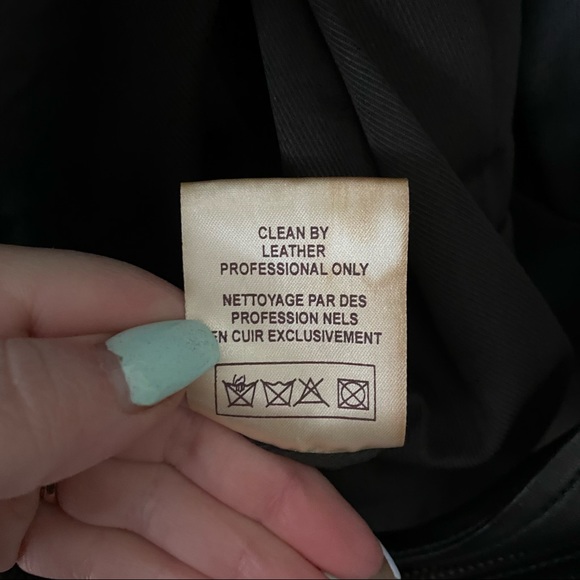 CLEAN BY
LEATHER
PROFESSIONAL ONLY
NETTOYAGE PAR DES
PROFESSION NELS
EN CUIR EXCLUSIVEMENT